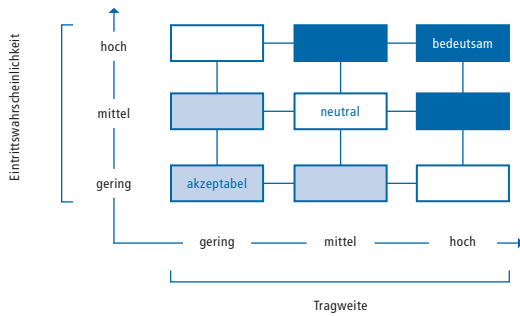 Eintrittswahrscheinlichkeit
hoch
bedeutsam
mittel
neutral
gering
akzeptabel
gering
mittel
hoch
Tragweite